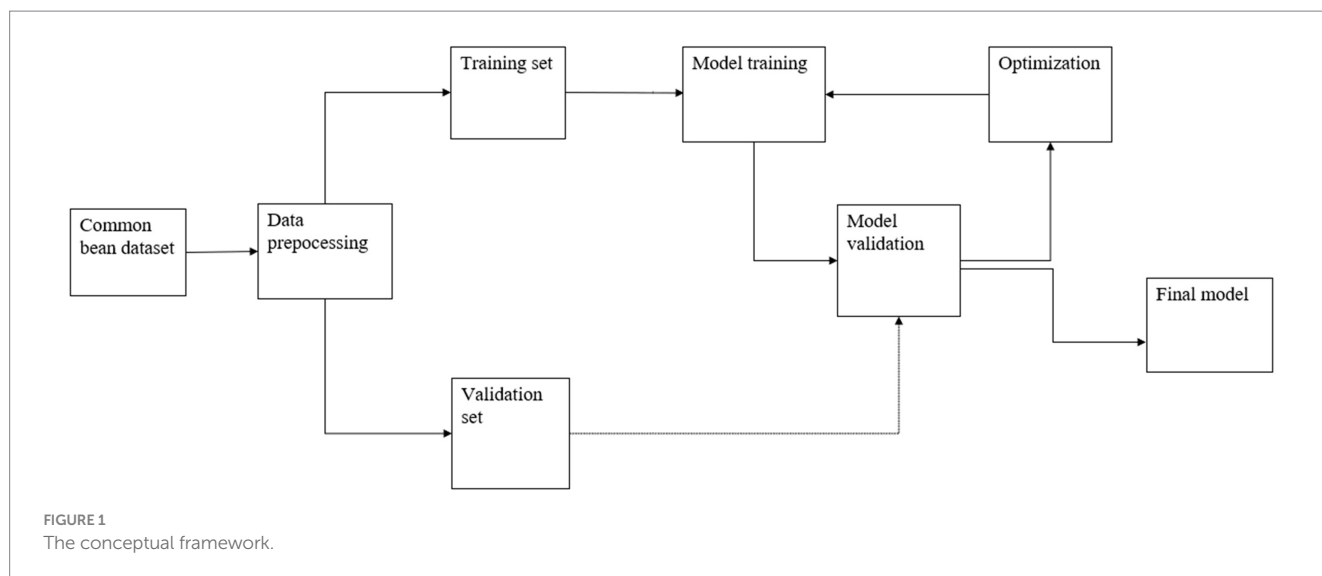 Training set
Model training
Optimization
Common
bean dataset
Data
prepocessing
Model
validation
Final model
Validation
set
FIGURE 1
The conceptual framework.